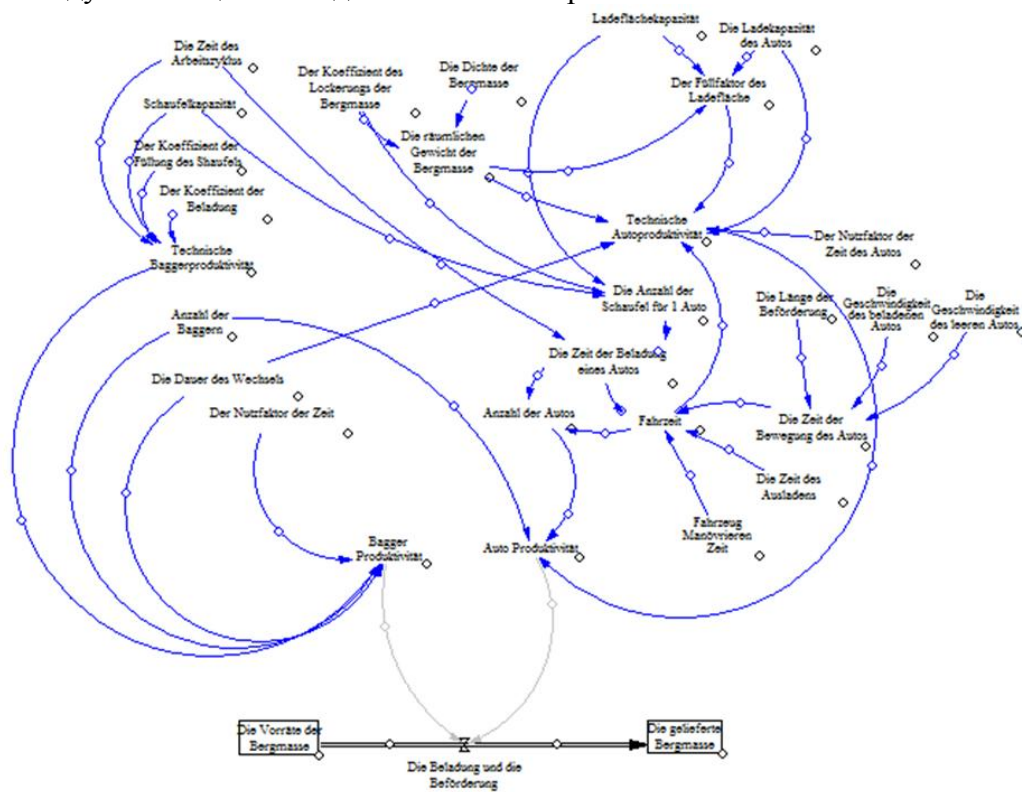 Ladeflächekapazität
Die Ladekapazität
des Autos
Die Zeit des
Arbeitszyklus
Der Koeffizient des
Lockerungs der
Bergmasse
Die Dichte der
Bergmasse
Der Füllfaktor des
Ladefläche
Schaufelkapazität
Die räumlichen
Gewicht der
Bergmasse
Der Koeffizient der
Füllung des Shaufels
Der Koeffizient der
Beladung
Technische
Autoproduktivität
Der Nutzfaktor der
Zeit des Autos
Technische
Baggerproduktivität
Die Anzahl der
Schaufel für 1 Auto
Die Länge der
Beförderung
Die
Geschwindigkeit
des beladenen
Autos
Die
Geschwindigkeit
des leeren Autos
Anzahl der
Baggern
Die Zeit der Beladung
eines Autos
Die Dauer des Wechsels
Der Nutzfaktor der Zeit
Anzahl der Autos
Fahrzeit
Die Zeit der
Bewegung des Autos
Die Zeit des
Ausladens
Fahrzeug
Manövrieren
Zeit
Bagger
Produktivität
Auto Produktivität
Die Vorräte der
Bergmasse
Die gelieferte
Bergmasse
Die Beladung und die
Beförderung